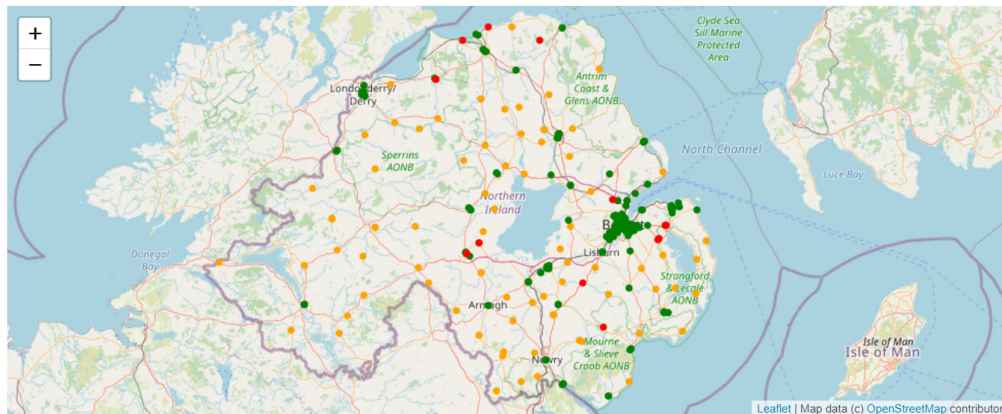 +
−
Clyde Sea
Sill Marine
Protected
Area
Londonderry/
Derry
Antrim
Coast &
Glens AONB
North Channel
Luce Bay
Sperrins
AONB
Northern
Ireland
Donegal
Bay
Lisburn
Strangford
& Lecale
AONB
Armagh
Mourne
& Slieve
Croob AONB
Newry
Isle of Man
Isle of Man
Leaflet | Map data (c) OpenStreetMap contributors